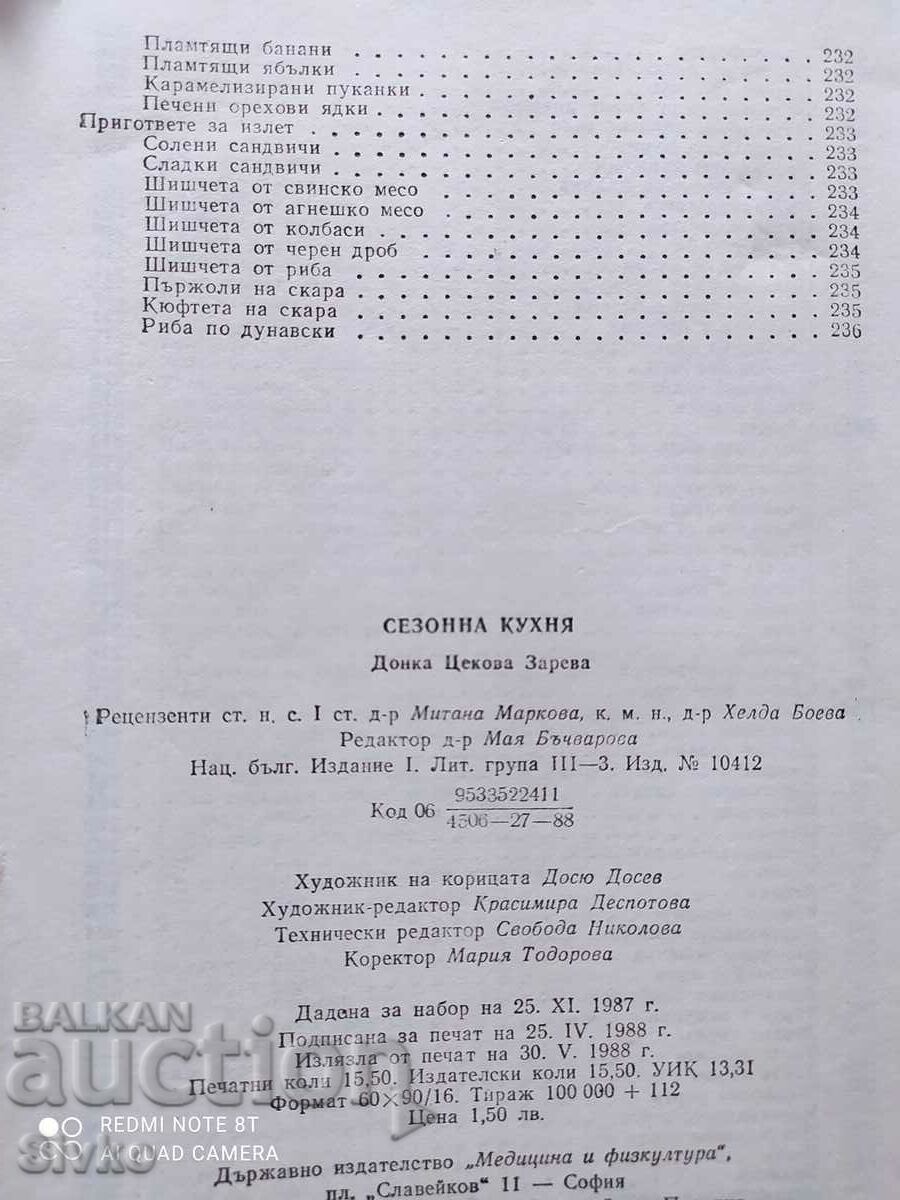 Пламтящи банани . . . . . . . . . . . . . . . . . . . . . 232
Пламтящи ябълки . . . . . . . . . . . . . . . . . . . . . 232
Карамелизирани пуканки . . . . . . . . . . . . . . . . . . 232
Печени орехови ядки . . . . . . . . . . . . . . . . . . . . 232
Пригответе за излет . . . . . . . . . . . . . . . . . . . . . 233
Солени сандвичи . . . . . . . . . . . . . . . . . . . . . 233
Сладки сандвичи . . . . . . . . . . . . . . . . . . . . . 233
Шишчета от свинско месо . . . . . . . . . . . . . . . . . 233
Шишчета от агнешко месо . . . . . . . . . . . . . . . . . 234
Шишчета от колбаси . . . . . . . . . . . . . . . . . . . . 234
Шишчета от черен дроб . . . . . . . . . . . . . . . . . . 234
Шишчета от риба . . . . . . . . . . . . . . . . . . . . . 235
Пържоли на скара . . . . . . . . . . . . . . . . . . . . . 235
Кюфтета на скара . . . . . . . . . . . . . . . . . . . . . 235
Риба по дунавски . . . . . . . . . . . . . . . . . . . . . 236
СЕЗОННА КУХНЯ
Донка Цекова Зарева
Рецензенти ст. н. с. I ст. д-р Митана Маркова, к. м. н., д-р Хелда Боева
Редактор д-р Мая Бъчварова
Нац. бълг. Издание I. Лит. група III—3. Изд. № 10412
Код 06 9533522411
4506—27—88
Художник на корицата Досю Досев
Художник-редактор Красимира Деспотова
Технически редактор Свобода Николова
Коректор Мария Тодорова
Дадена за набор на 25. XI. 1987 г.
Подписана за печат на 25. IV. 1988 г.
Излязла от печат на 30. V. 1988 г.
Печатни коли 15,50. Издателски коли 15,50. УИК 13,31
Формат 60×90/16. Тираж 100 000 + 112
Цена 1,50 лв.
Държавно издателство „Медицина и физкултура",
пл. „Славейков" 11 — София
BALKAN
auction
REDMI NOTE 8T
AI QUAD CAMERA
Sivko